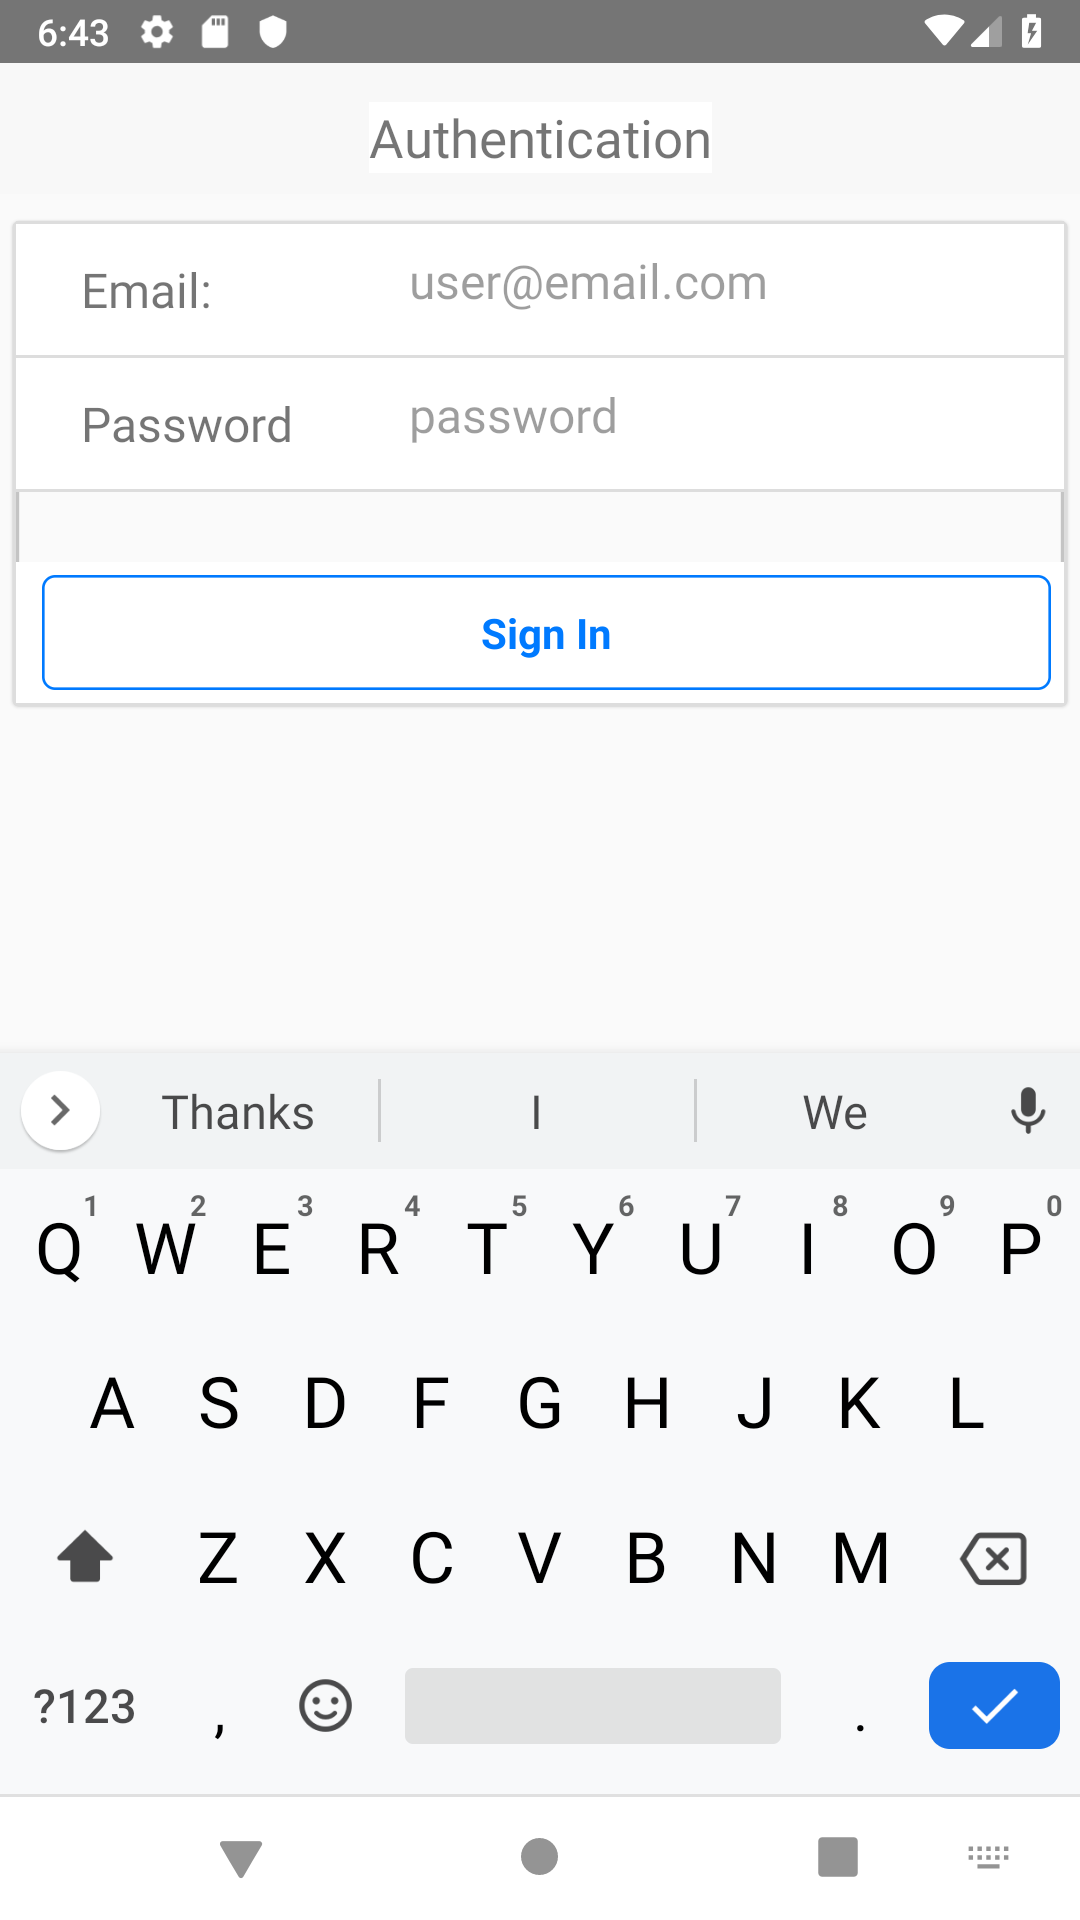 6:43
Authentication
Email: user@email.com
Password password
Sign In
Thanks I We
1 2 3 4 5 6 7 8 9 0
Q W E R T Y U I O P
A S D F G H J K L
Z X C V B N M
?123 , .